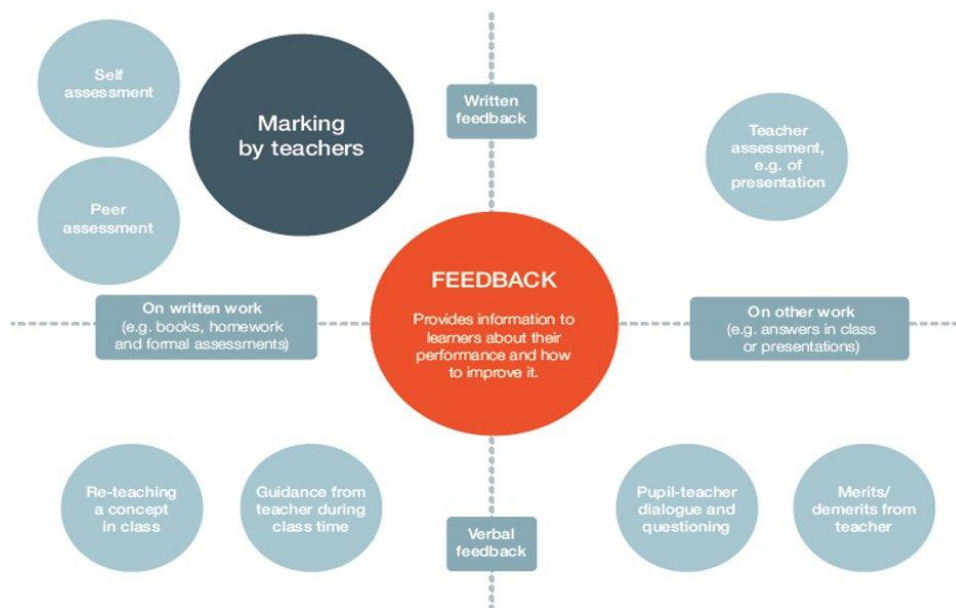 Self
assessment
Marking
by teachers
Written
feedback
Teacher
assessment,
e.g. of
presentation
Peer
assessment
FEEDBACK
Provides information to
learners about their
performance and how
to improve it.
On written work
(e.g. books, homework
and formal assessments)
On other work
(e.g. answers in class
or presentations)
Re-teaching
a concept
in class
Guidance from
teacher during
class time
Verbal
feedback
Pupil-teacher
dialogue and
questioning
Merits/
demerits from
teacher